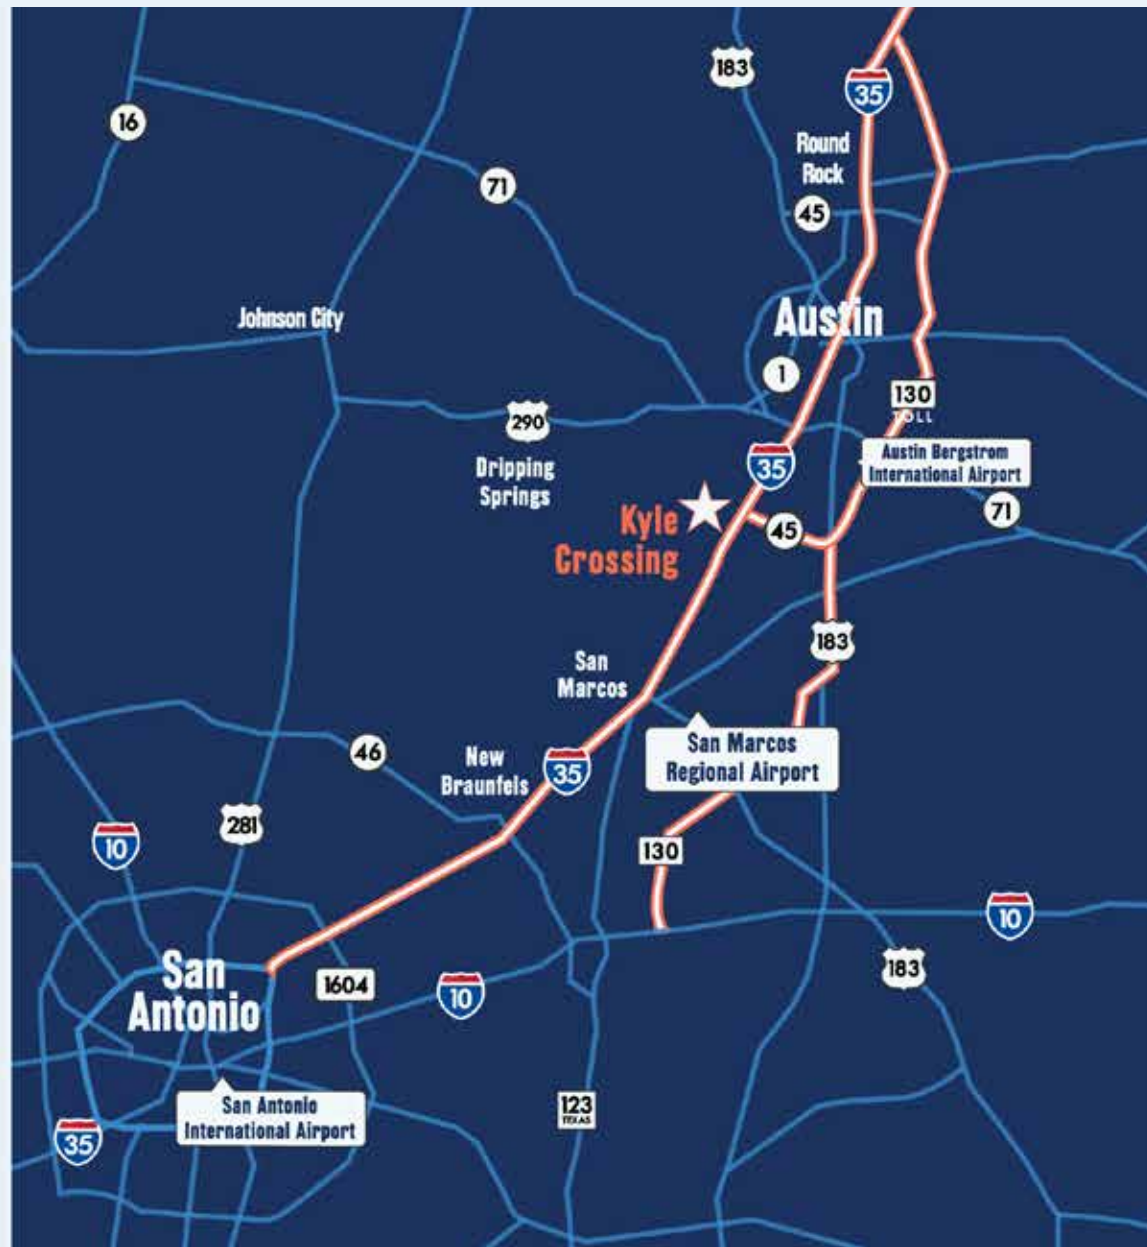 183
35
16
Round
Rock
71
45
Johnson City
Austin
1
130
TOLL
290
Austin Bergstrom
International Airport
35
Dripping
Springs
71
Kyle
Crossing
45
183
San
Marcos
San Marcos
Regional Airport
46
New
Braunfels
35
281
10
130
10
San
Antonio
1604
10
183
San Antonio
International Airport
123
TEXAS
35